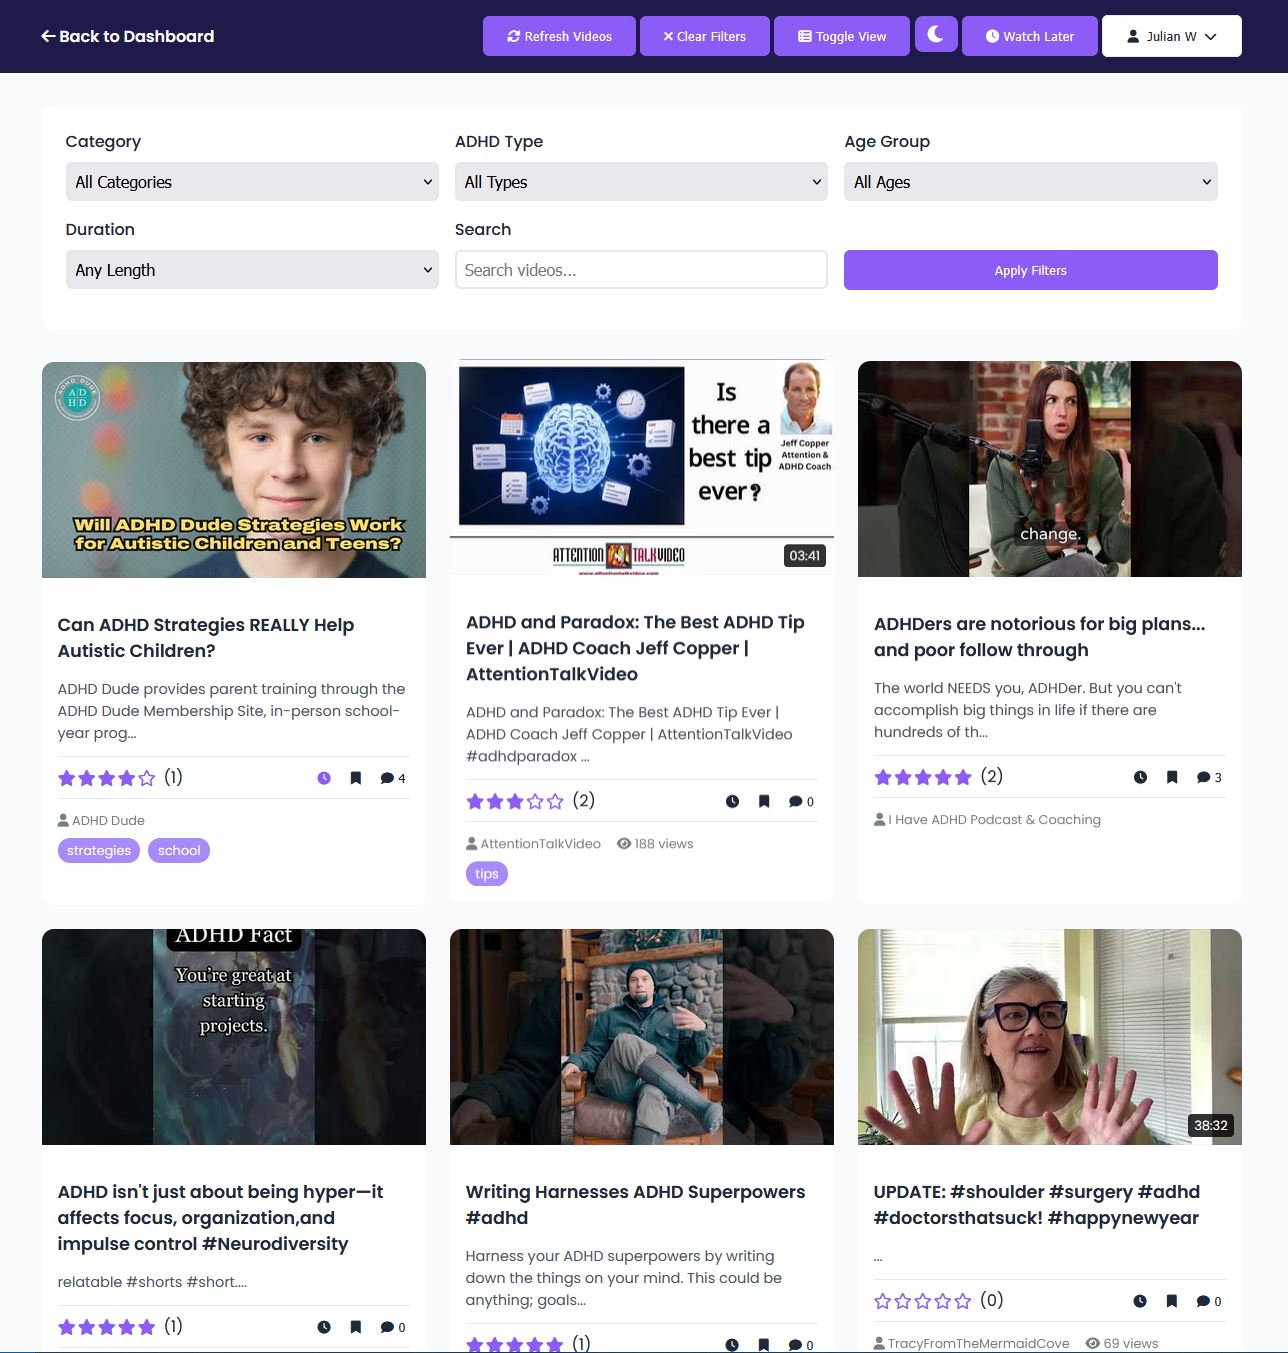 Back to Dashboard
Refresh Videos
Clear Filters
Toggle View
Watch Later
Julian W
Category
ADHD Type
Age Group
All Categories
All Types
All Ages
Duration
Search
Any Length
Search videos...
Apply Filters
ADHD DUDE
AD
HD
Will ADHD Dude Strategies Work
for Autistic Children and Teens?
Can ADHD Strategies REALLY Help
Autistic Children?
ADHD Dude provides parent training through the
ADHD Dude Membership Site, in-person school-
year prog...
(1)
4
ADHD Dude
strategies
school
Is
there a
best tip
ever?
Jeff Copper
Attention &
ADHD Coach
ATTENTION TALK VIDEO
www.attentiontalkvideo.com
03:41
ADHD and Paradox: The Best ADHD Tip
Ever | ADHD Coach Jeff Copper |
AttentionTalkVideo
ADHD and Paradox: The Best ADHD Tip Ever |
ADHD Coach Jeff Copper | AttentionTalkVideo
#adhdparadox ...
(2)
0
AttentionTalkVideo
188 views
tips
change.
ADHDers are notorious for big plans...
and poor follow through
The world NEEDS you, ADHDer. But you can't
accomplish big things in life if there are
hundreds of th...
(2)
3
I Have ADHD Podcast & Coaching
ADHD Fact
You're great at
starting
projects.
ADHD isn't just about being hyper—it
affects focus, organization,and
impulse control #Neurodiversity
relatable #shorts #short....
(1)
0
Writing Harnesses ADHD Superpowers
#adhd
Harness your ADHD superpowers by writing
down the things on your mind. This could be
anything; goals...
(1)
0
38:32
UPDATE: #shoulder #surgery #adhd
#doctorsthatsuck! #happynewyear
...
(0)
0
TracyFromTheMermaidCove
69 views